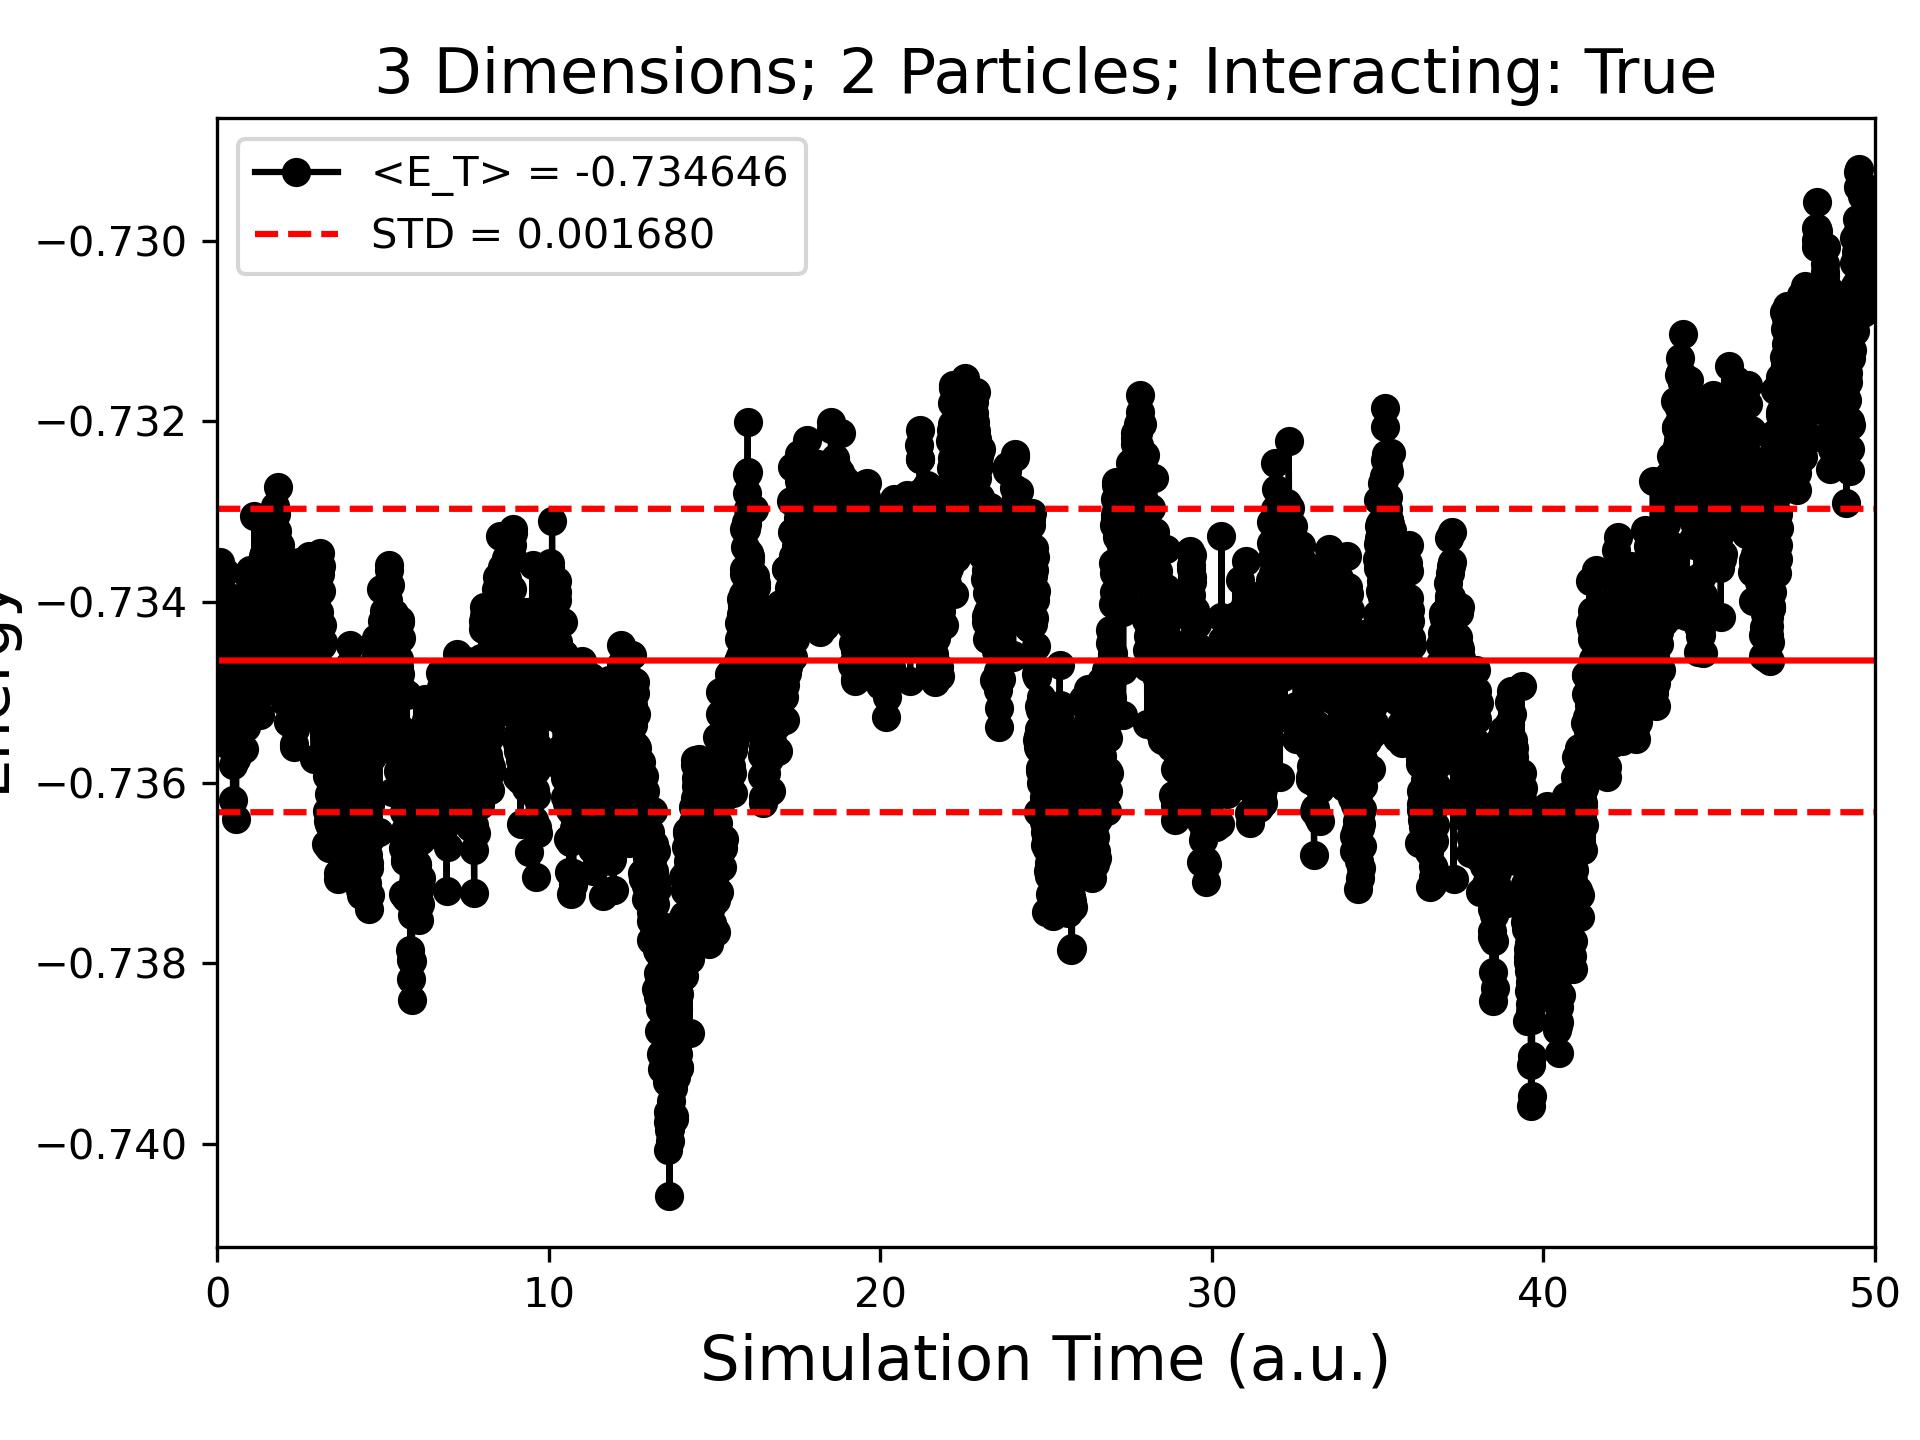 3 Dimensions; 2 Particles; Interacting: True
<E_T> = -0.734646
STD = 0.001680
−0.730
−0.732
−0.734
−0.736
−0.738
−0.740
Energy
0 10 20 30 40 50
Simulation Time (a.u.)